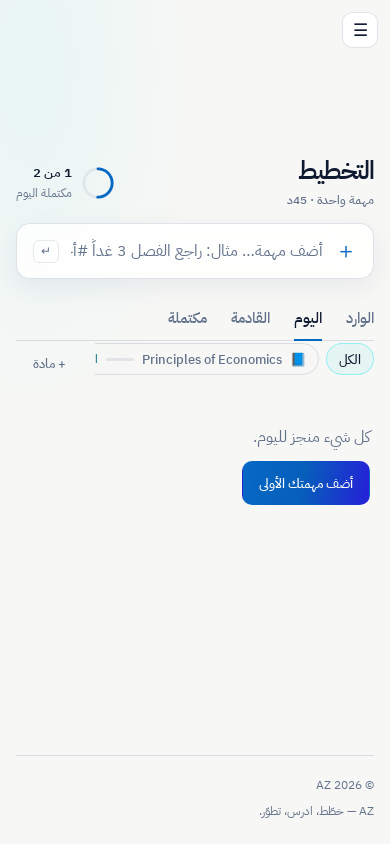 ☰
التخطيط
مهمة واحدة · 45د
1 من 2
مكتملة اليوم
+ أضف مهمة... مثال: راجع الفصل 3 غداً #أ ↵
الوارد اليوم القادمة مكتملة
الكل 📘 Principles of Economics + مادة
كل شيء منجز لليوم.
أضف مهمتك الأولى
© 2026 AZ
AZ — خطّط، ادرس، تطوّر.